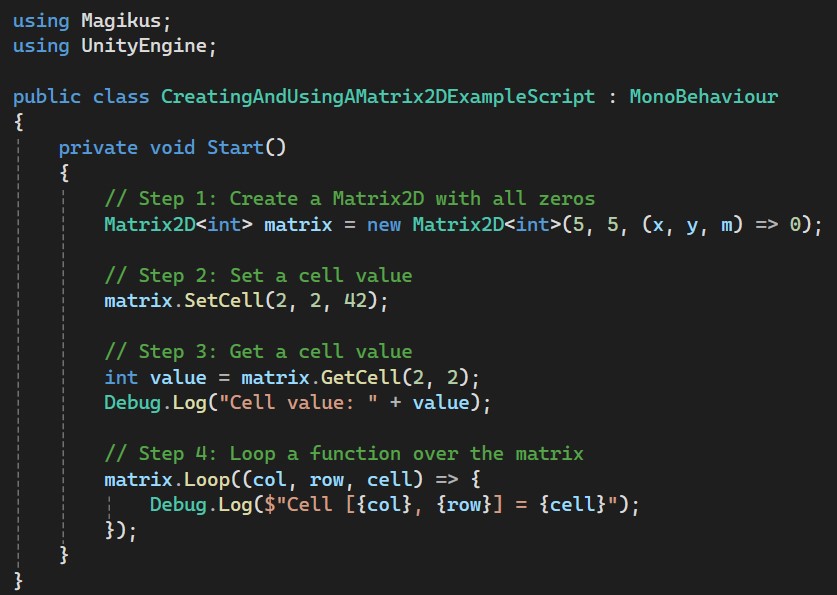 using Magikus;
using UnityEngine;

public class CreatingAndUsingAMatrix2DExampleScript : MonoBehaviour
{
    private void Start()
    {
        // Step 1: Create a Matrix2D with all zeros
        Matrix2D<int> matrix = new Matrix2D<int>(5, 5, (x, y, m) => 0);

        // Step 2: Set a cell value
        matrix.SetCell(2, 2, 42);

        // Step 3: Get a cell value
        int value = matrix.GetCell(2, 2);
        Debug.Log("Cell value: " + value);

        // Step 4: Loop a function over the matrix
        matrix.Loop((col, row, cell) => {
            Debug.Log($"Cell [{col}, {row}] = {cell}");
        });
    }
}